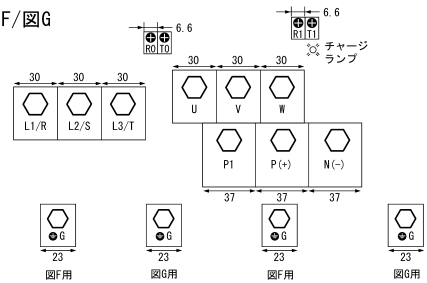 F/図G
6.6
R0 T0
6.6
R1 T1
チャージ
ランプ
30 30 30
L1/R L2/S L3/T
30 30 30
U V W
P1 P(+) N(-)
37 37 37
G G G G
23 23 23 23
図F用 図G用 図F用 図G用